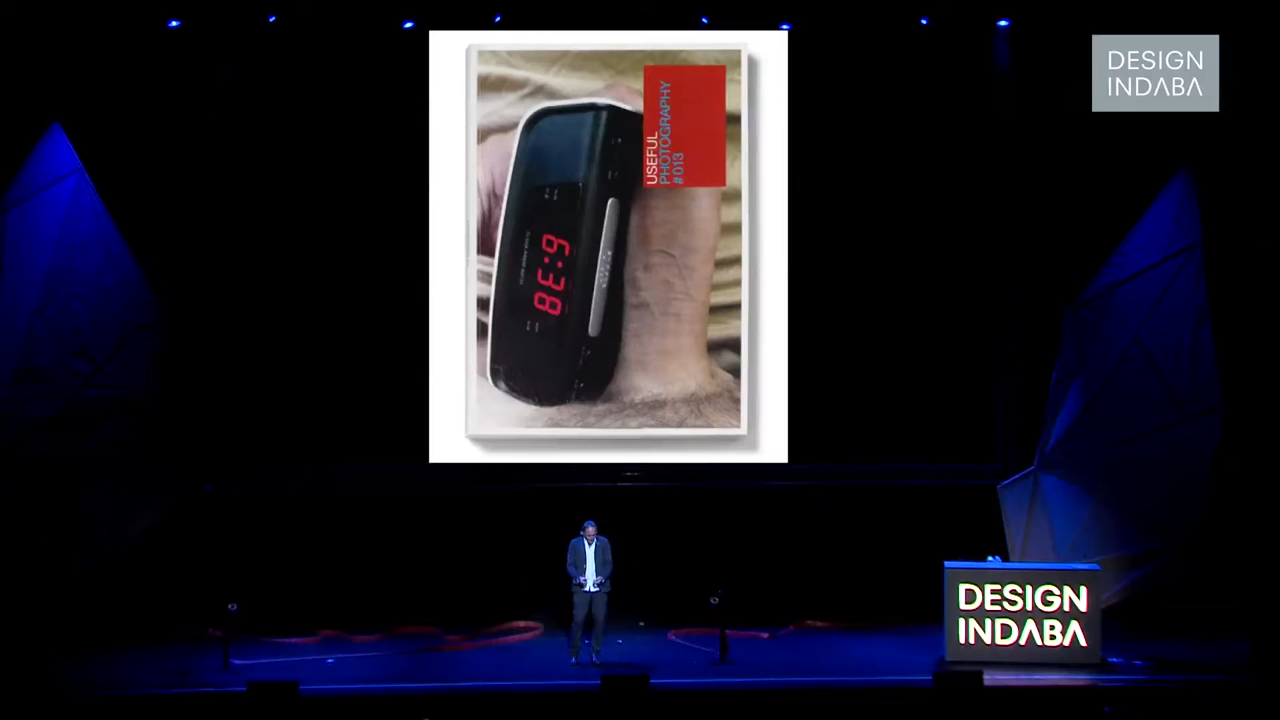 DESIGN
INDABA
USEFUL
PHOTOGRAPHY
#013
6:38
DESIGN
INDABA